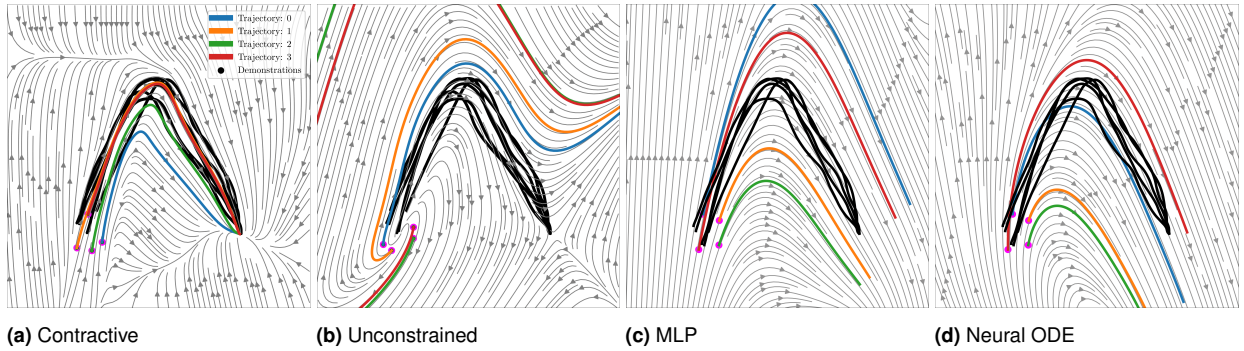 Trajectory: 0
Trajectory: 1
Trajectory: 2
Trajectory: 3
Demonstrations
(a) Contractive
(b) Unconstrained
(c) MLP
(d) Neural ODE